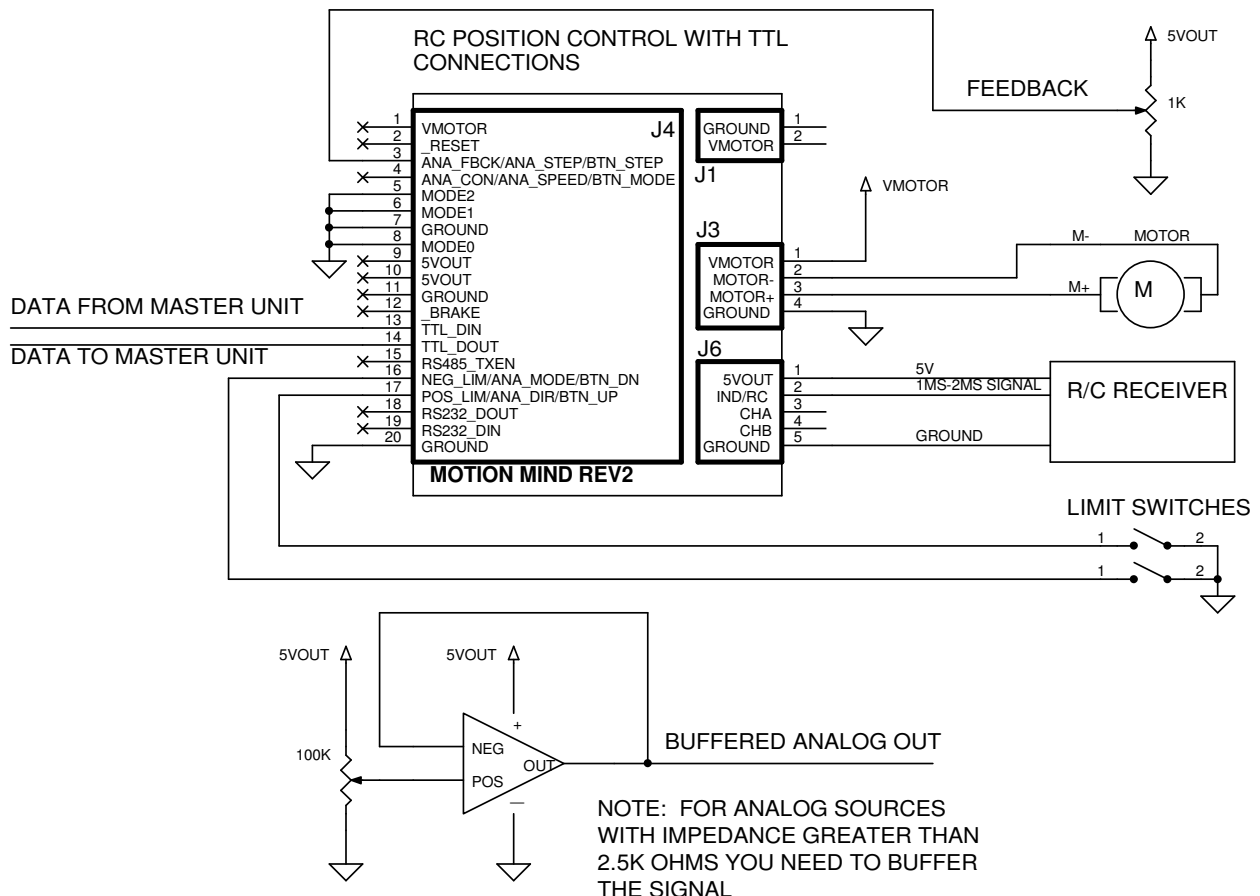 RC POSITION CONTROL WITH TTL
CONNECTIONS
5VOUT
FEEDBACK
1K
J4
1 VMOTOR
2 _RESET
3 ANA_FBCK/ANA_STEP/BTN_STEP
4 ANA_CON/ANA_SPEED/BTN_MODE
5 MODE2
6 MODE1
7 GROUND
8 MODE0
9 5VOUT
10 5VOUT
11 GROUND
12 _BRAKE
13 TTL_DIN
14 TTL_DOUT
15 RS485_TXEN
16 NEG_LIM/ANA_MODE/BTN_DN
17 POS_LIM/ANA_DIR/BTN_UP
18 RS232_DOUT
19 RS232_DIN
20 GROUND
MOTION MIND REV2
DATA FROM MASTER UNIT
DATA TO MASTER UNIT
GROUND 1
VMOTOR 2
J1
VMOTOR
J3
VMOTOR 1
MOTOR- 2
MOTOR+ 3
GROUND 4
M- MOTOR
M+ M
J6
5VOUT 1 5V
IND/RC 2 1MS-2MS SIGNAL
CHA 3
CHB 4
GROUND 5 GROUND
R/C RECEIVER
LIMIT SWITCHES
1 2
1 2
5VOUT
5VOUT
100K
+
NEG
POS
OUT
—
BUFFERED ANALOG OUT
NOTE: FOR ANALOG SOURCES
WITH IMPEDANCE GREATER THAN
2.5K OHMS YOU NEED TO BUFFER
THE SIGNAL